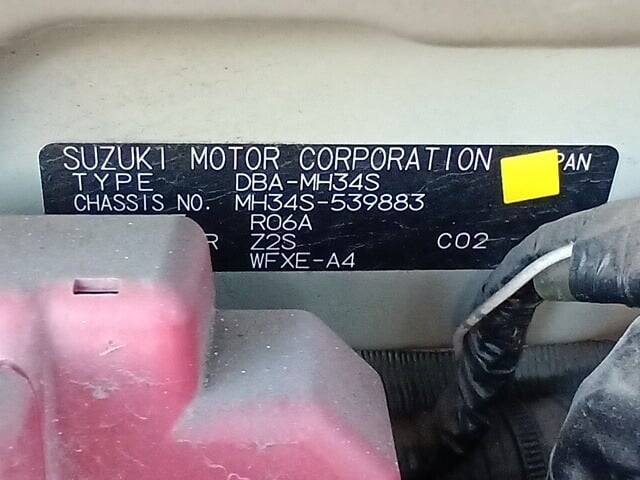 SUZUKI MOTOR CORPORATION PAN
TYPE DBA-MH34S
CHASSIS NO. MH34S-539883
R06A
R Z2S C02
WFXE-A4